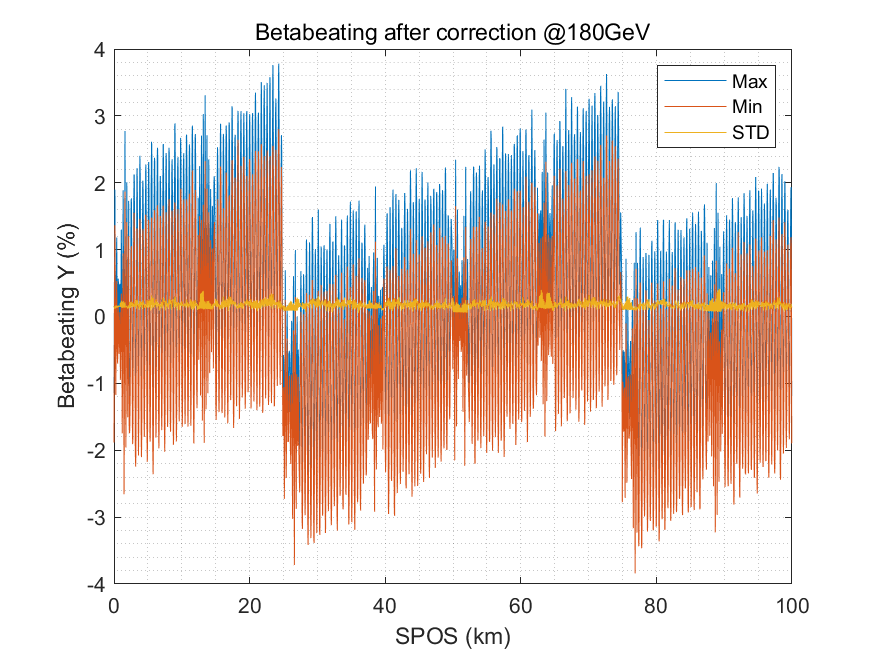 Betabeating after correction @180GeV
Max
Min
STD
Betabeating Y (%)
4
3
2
1
0
-1
-2
-3
-4
0
20
40
60
80
100
SPOS (km)